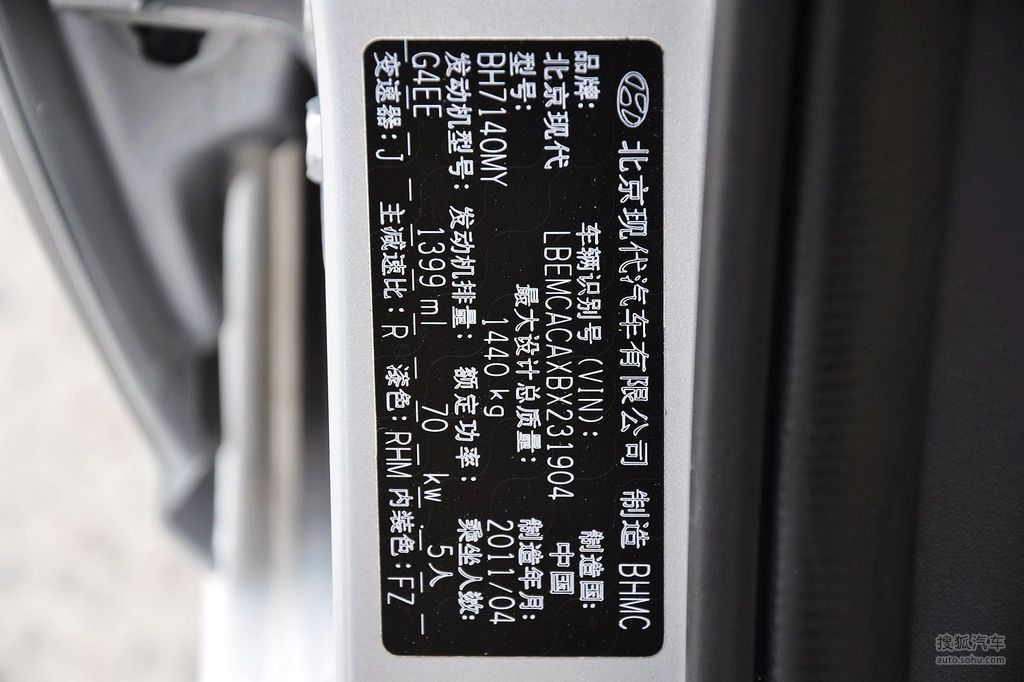 北京现代汽车有限公司 制造 BHMC
品牌: 车辆识别号(VIN): 制造国:
北京现代 LBEMCACAXBX231904 中国
型号: 最大设计总质量: 制造年月:
BH7140MY 1440 kg 2011/04
发动机型号: 发动机排量: 额定功率: 乘坐人数:
G4EE 1399 ml 70 kw 5人
变速器:J 主减速比:R 漆色:RHM 内装色:FZ
搜狐汽车
auto.sohu.com